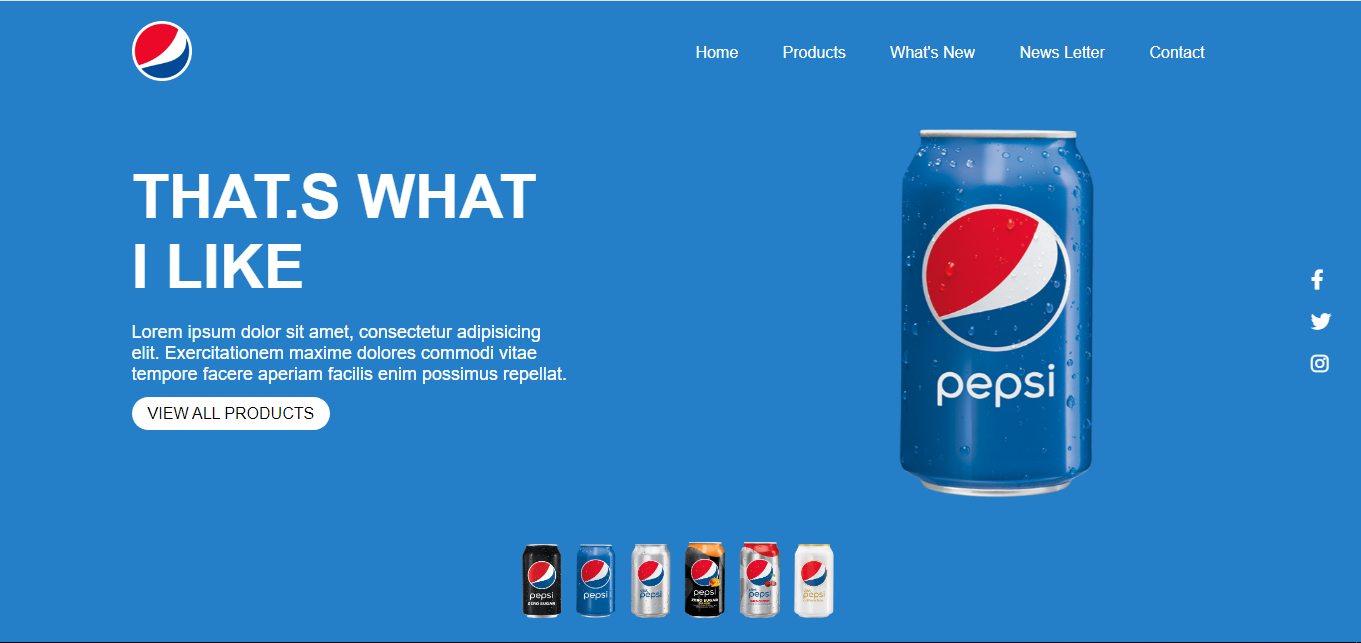 Home Products What's New News Letter Contact
THAT.S WHAT
I LIKE
Lorem ipsum dolor sit amet, consectetur adipisicing
elit. Exercitationem maxime dolores commodi vitae
tempore facere aperiam facilis enim possimus repellat.
VIEW ALL PRODUCTS
pepsi
pepsi
ZERO SUGAR
pepsi
pepsi
pepsi
ZERO SUGAR
pepsi
pepsi